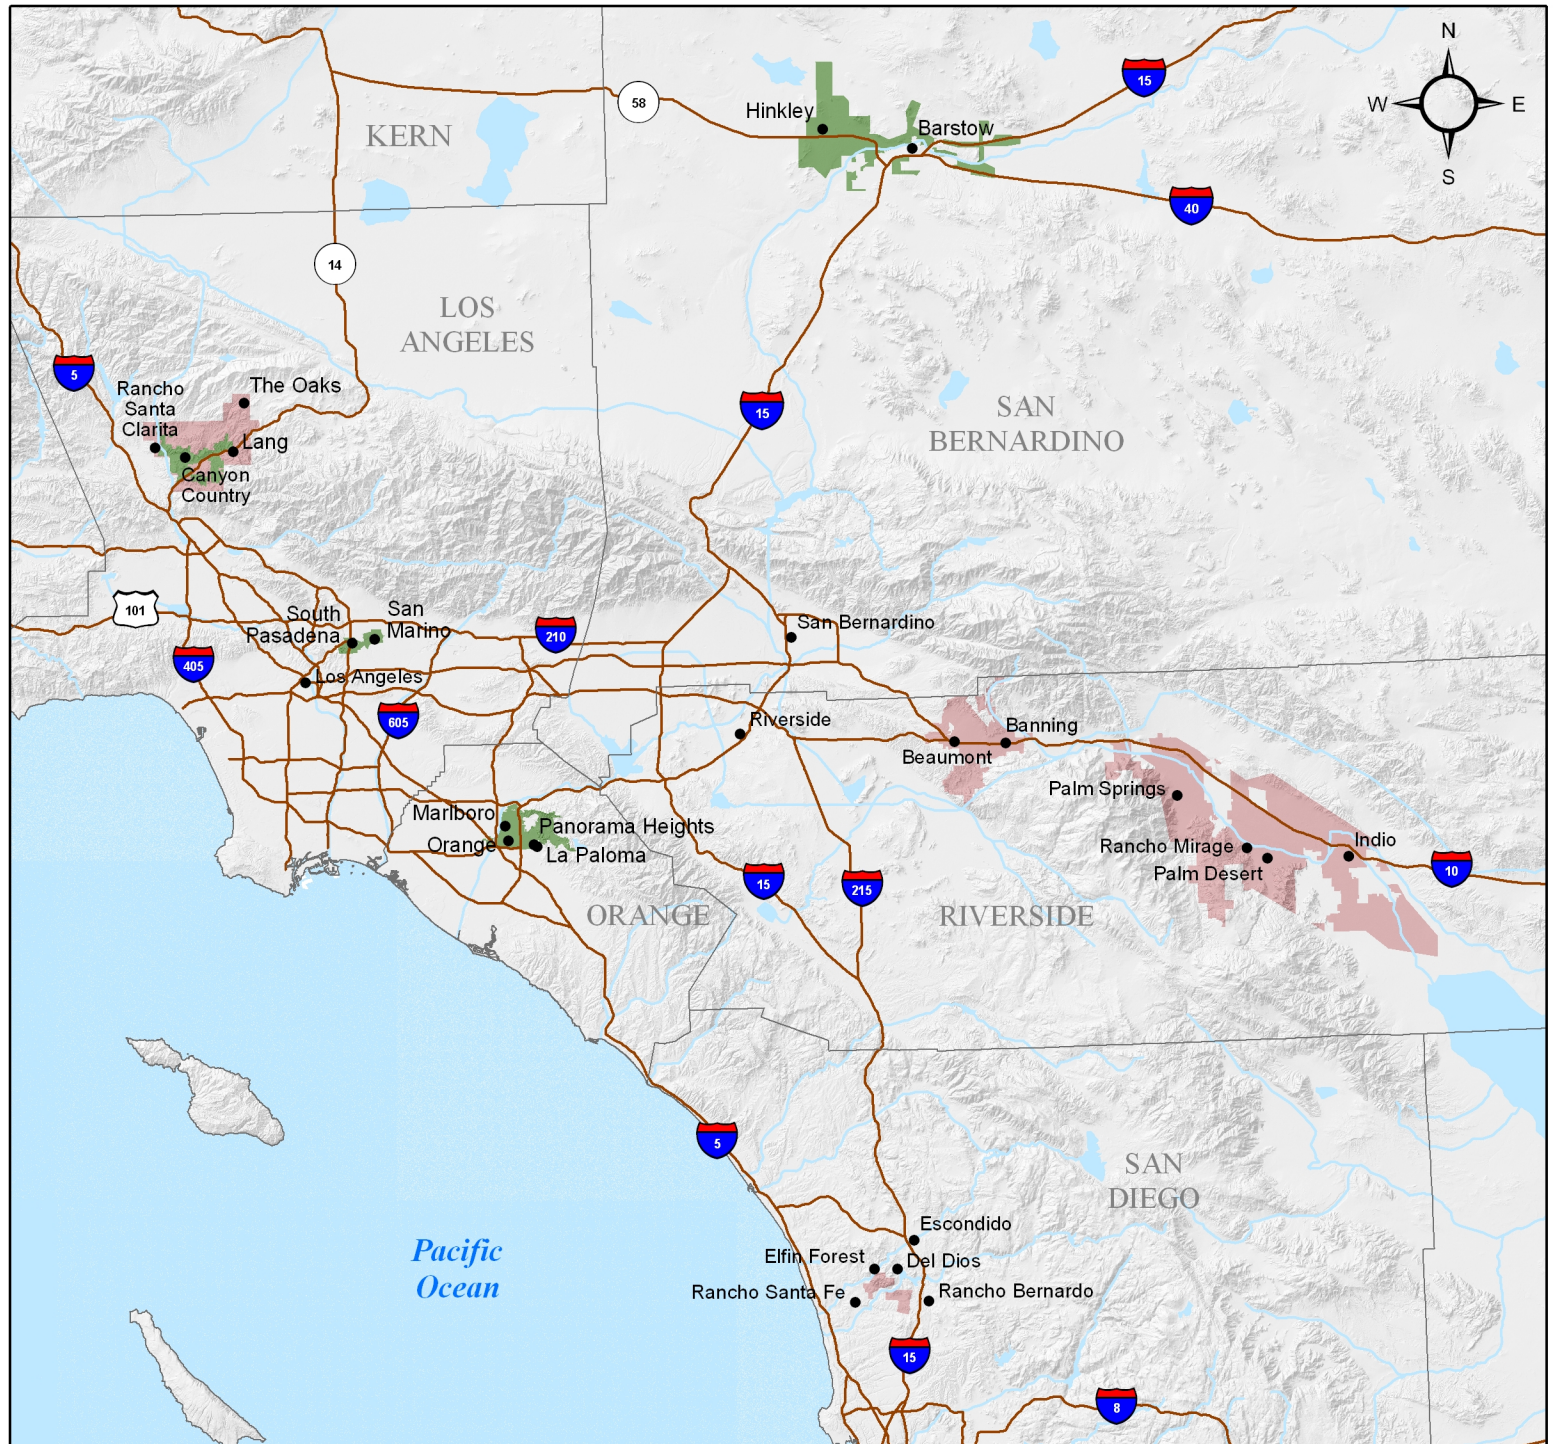 N
W E
S
15
58
Hinkley
Barstow
KERN
40
14
LOS
ANGELES
5
Rancho
Santa
Clarita
The Oaks
Lang
Canyon
Country
15
SAN
BERNARDINO
101
South
Pasadena
San
Marino
210
San Bernardino
405
Los Angeles
605
Riverside
Banning
Beaumont
Palm Springs
Marlboro
Panorama Heights
Orange
La Paloma
Rancho Mirage
Indio
Palm Desert
10
15
215
ORANGE
RIVERSIDE
5
SAN
DIEGO
Pacific
Ocean
Escondido
Elfin Forest
Del Dios
Rancho Santa Fe
Rancho Bernardo
15
8